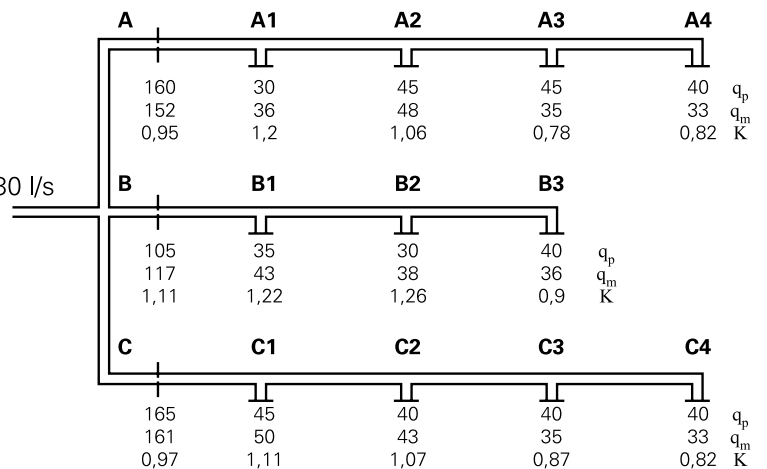 A A1 A2 A3 A4
160 30 45 45 40 qp
152 36 48 35 33 qm
0,95 1,2 1,06 0,78 0,82 K
30 l/s
B B1 B2 B3
105 35 30 40 qp
117 43 38 36 qm
1,11 1,22 1,26 0,9 K
C C1 C2 C3 C4
165 45 40 40 40 qp
161 50 43 35 33 qm
0,97 1,11 1,07 0,87 0,82 K